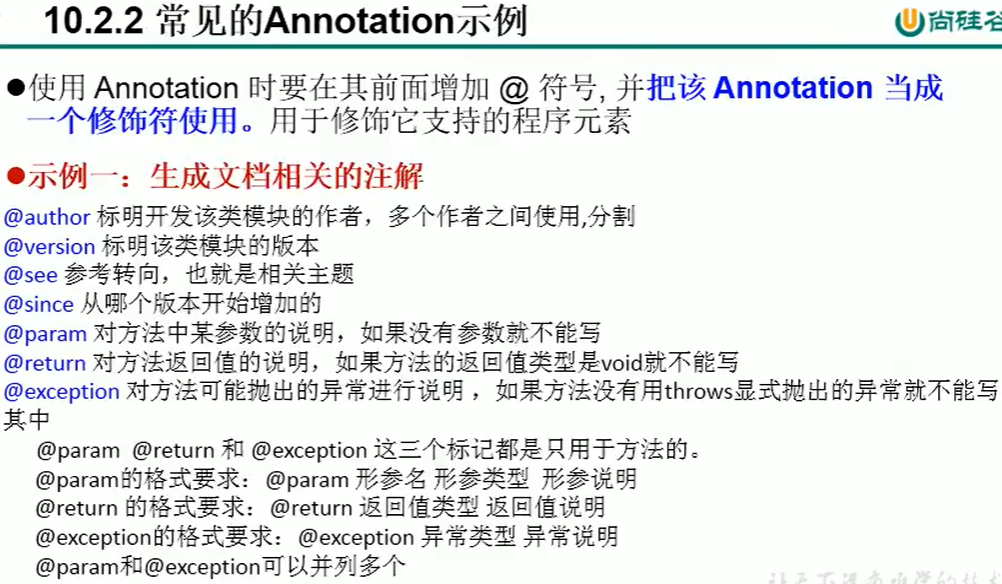 10.2.2 常见的Annotation示例
尚硅谷
●使用 Annotation 时要在其前面增加 @ 符号, 并把该 Annotation 当成
一个修饰符使用。用于修饰它支持的程序元素
●示例一：生成文档相关的注解
@author 标明开发该类模块的作者，多个作者之间使用,分割
@version 标明该类模块的版本
@see 参考转向，也就是相关主题
@since 从哪个版本开始增加的
@param 对方法中某参数的说明，如果没有参数就不能写
@return 对方法返回值的说明，如果方法的返回值类型是void就不能写
@exception 对方法可能抛出的异常进行说明 ，如果方法没有用throws显式抛出的异常就不能写
其中
@param @return 和 @exception 这三个标记都是只用于方法的。
@param的格式要求：@param 形参名 形参类型 形参说明
@return 的格式要求：@return 返回值类型 返回值说明
@exception的格式要求：@exception 异常类型 异常说明
@param和@exception可以并列多个